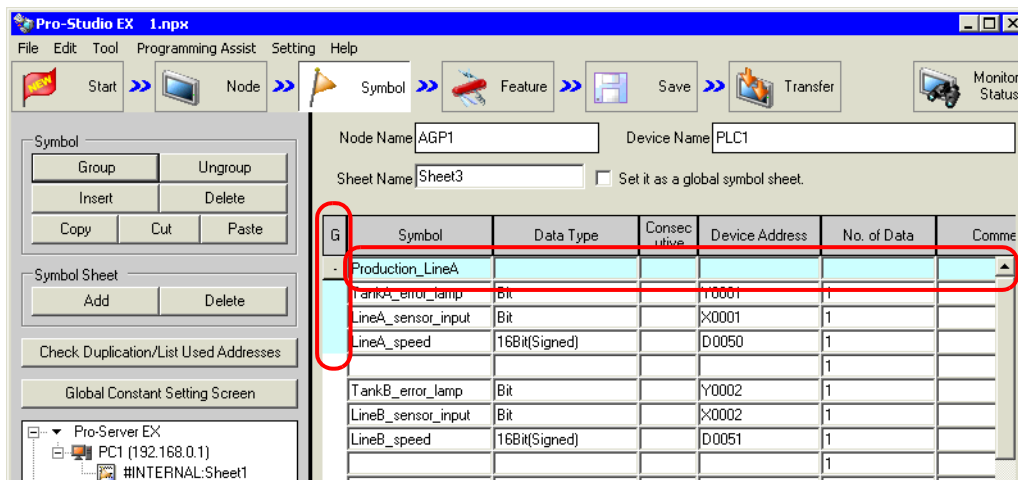 Pro-Studio EX 1.npx
File Edit Tool Programming Assist Setting Help
NEW Start Node Symbol Feature Save Transfer Monitor Status
Symbol
Group Ungroup
Insert Delete
Copy Cut Paste
Symbol Sheet
Add Delete
Check Duplication/List Used Addresses
Global Constant Setting Screen
Pro-Server EX
PC1 (192.168.0.1)
#INTERNAL:Sheet1
Node Name AGP1 Device Name PLC1
Sheet Name Sheet3 Set it as a global symbol sheet.
G Symbol Data Type Consec utive Device Address No. of Data Comme
- Production_LineA
TankA_error_lamp Bit Y0001 1
LineA_sensor_input Bit X0001 1
LineA_speed 16Bit(Signed) D0050 1
1
TankB_error_lamp Bit Y0002 1
LineB_sensor_input Bit X0002 1
LineB_speed 16Bit(Signed) D0051 1
1